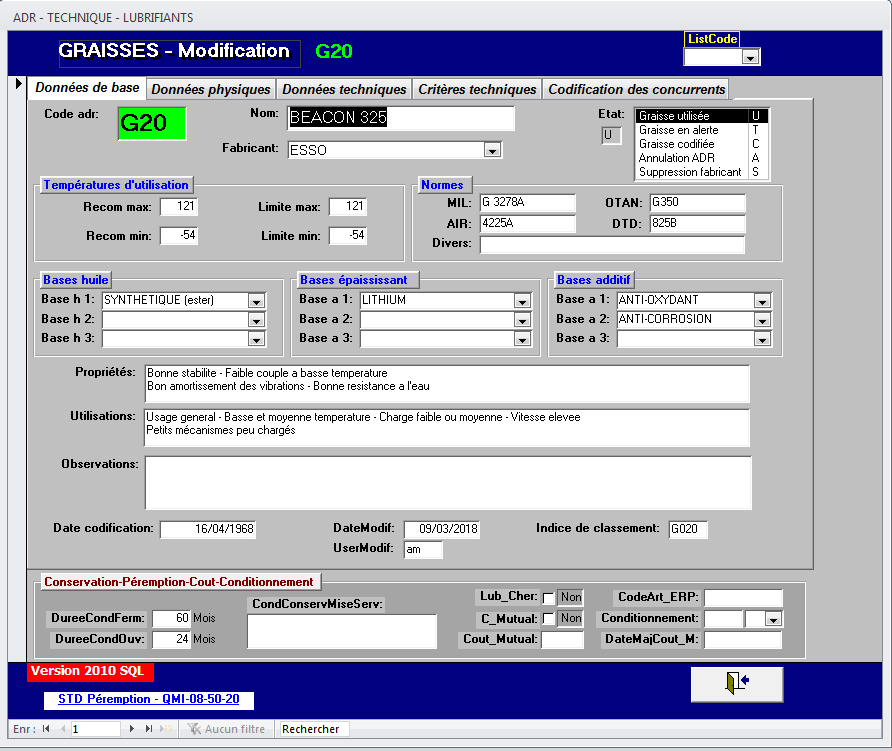 ADR - TECHNIQUE - LUBRIFIANTS
GRAISSES - Modification G20
ListCode
Données de base Données physiques Données techniques Critères techniques Codification des concurrents
Code adr: G20
Nom: BEACON 325
Fabricant: ESSO
Etat: U
Graisse utilisée U
Graisse en alerte T
Graisse codifiée C
Annulation ADR A
Suppression fabricant S
Températures d'utilisation
Recom max: 121 Limite max: 121
Recom min: -54 Limite min: -54
Normes
MIL: G 3278A OTAN: G350
AIR: 4225A DTD: 825B
Divers:
Bases huile
Base h 1: SYNTHETIQUE (ester)
Base h 2:
Base h 3:
Bases épaississant
Base a 1: LITHIUM
Base a 2:
Base a 3:
Bases additif
Base a 1: ANTI-OXYDANT
Base a 2: ANTI-CORROSION
Base a 3:
Propriétés: Bonne stabilite - Faible couple a basse temperature
Bon amortissement des vibrations - Bonne resistance a l'eau
Utilisations: Usage general - Basse et moyenne temperature - Charge faible ou moyenne - Vitesse elevee
Petits mécanismes peu chargés
Observations:
Date codification: 16/04/1968 DateModif: 09/03/2018 Indice de classement: G020
UserModif: am
Conservation-Péremption-Cout-Conditionnement
DureeCondFerm: 60 Mois
DureeCondOuv: 24 Mois
CondConservMiseServ:
Lub_Cher: Non
C_Mutual: Non
Cout_Mutual:
CodeArt_ERP:
Conditionnement:
DateMajCout_M:
Version 2010 SQL
STD Péremption - QMI-08-50-20
Enr : 1 Aucun filtre Rechercher